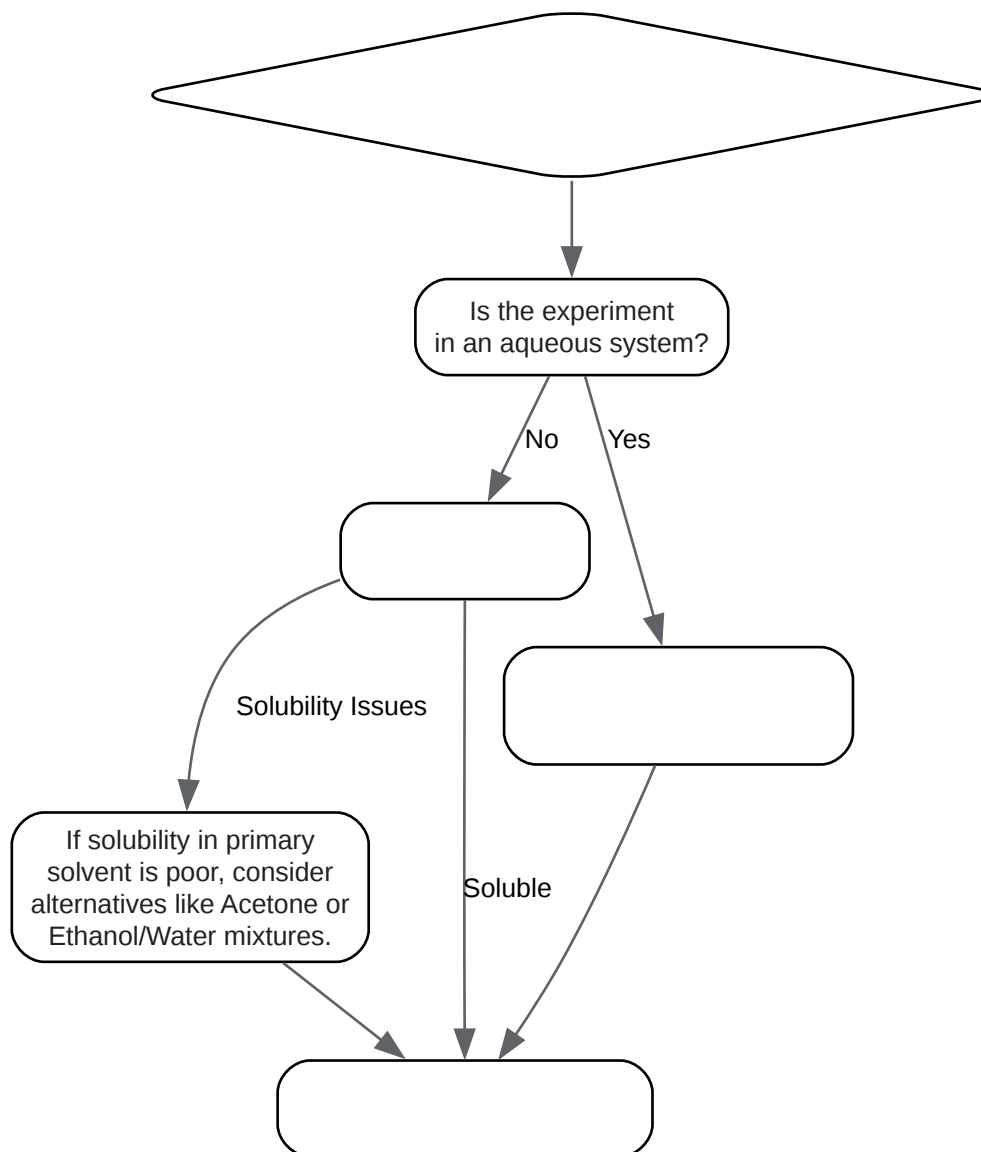 Is the experiment
in an aqueous system?
No
Yes
Solubility Issues
If solubility in primary
solvent is poor, consider
alternatives like Acetone or
Ethanol/Water mixtures.
Soluble